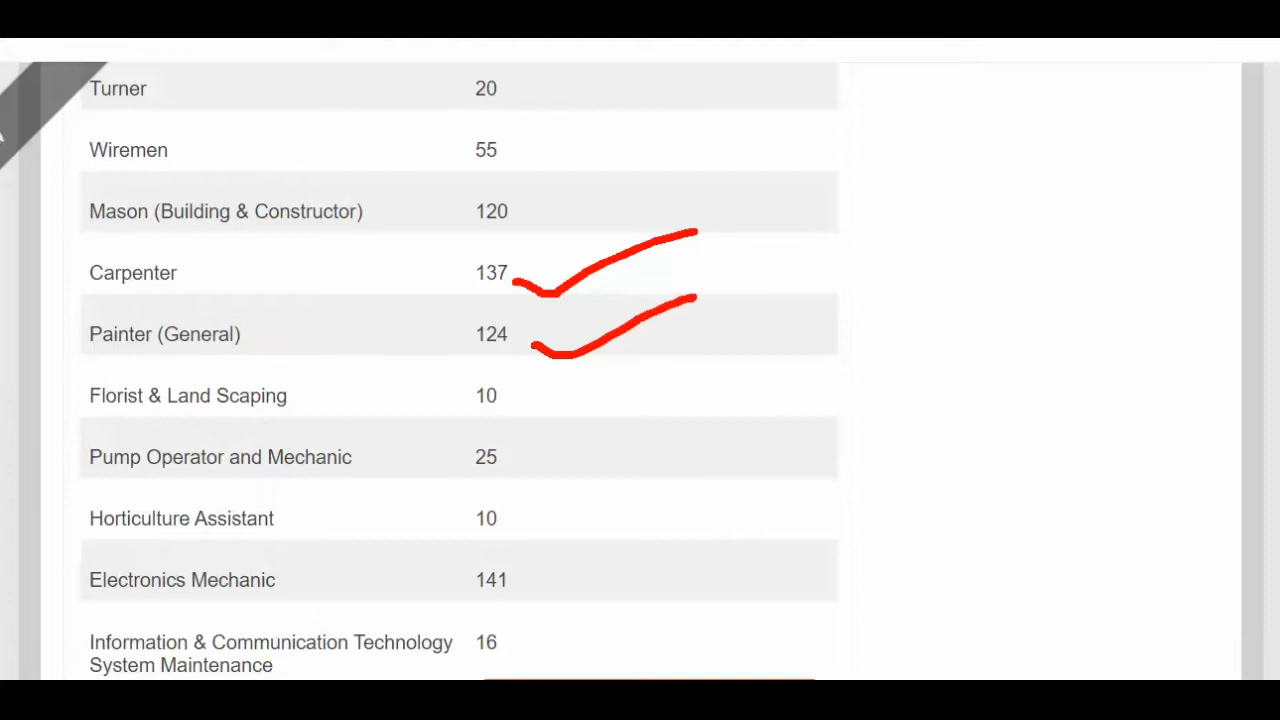 Turner 20
Wiremen 55
Mason (Building & Constructor) 120
Carpenter 137
Painter (General) 124
Florist & Land Scaping 10
Pump Operator and Mechanic 25
Horticulture Assistant 10
Electronics Mechanic 141
Information & Communication Technology 16
System Maintenance